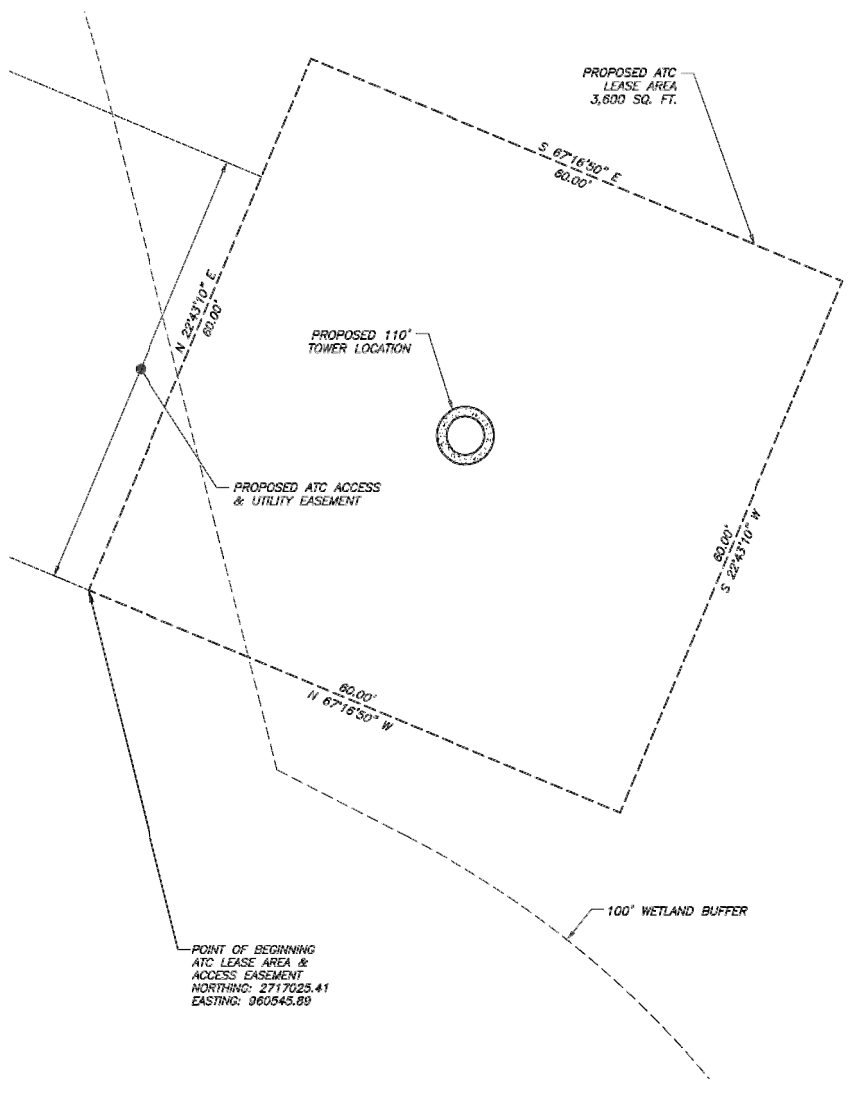 PROPOSED ATC
LEASE AREA
3,600 SQ. FT.
S 67°16'50" E
60.00'
N 22°43'10" E
60.00'
PROPOSED 110'
TOWER LOCATION
PROPOSED ATC ACCESS
& UTILITY EASEMENT
60.00'
S 22°43'10" W
60.00'
N 67°16'50" W
100' WETLAND BUFFER
POINT OF BEGINNING
ATC LEASE AREA &
ACCESS EASEMENT
NORTHING: 2717025.41
EASTING: 960545.89